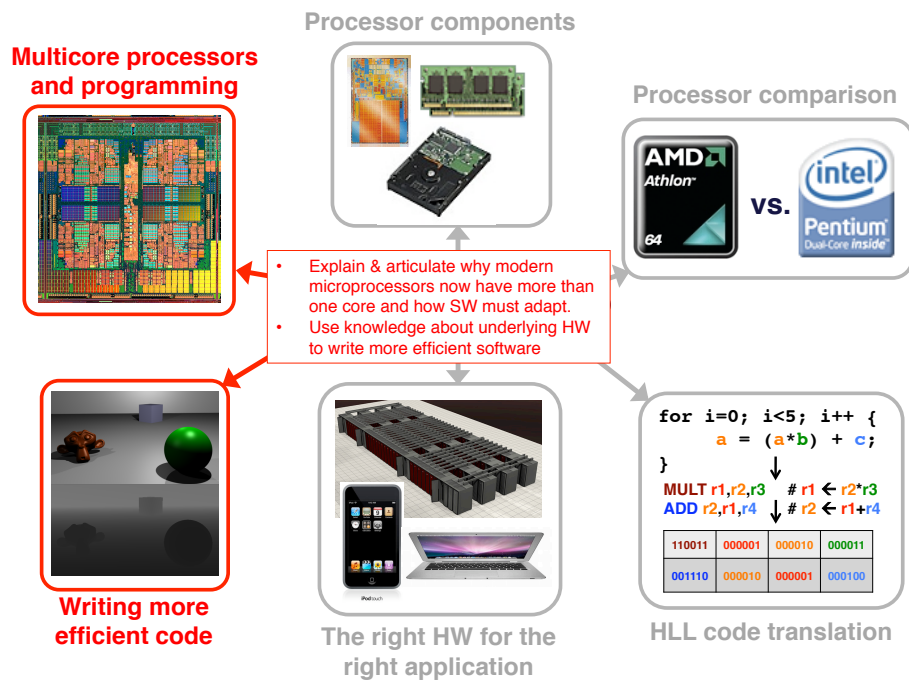 Processor components
Multicore processors
and programming
Processor comparison
AMD
Athlon™
64
vs.
intel
Pentium®
Dual-Core inside™
• Explain & articulate why modern
microprocessors now have more than
one core and how SW must adapt.
• Use knowledge about underlying HW
to write more efficient software
for i=0; i<5; i++ {
a = (a*b) + c;
}
MULT r1,r2,r3 # r1 ← r2*r3
ADD r2,r1,r4 # r2 ← r1+r4
110011 000001 000010 000011
001110 000010 000001 000100
iPod touch
Writing more
efficient code
The right HW for the
right application
HLL code translation